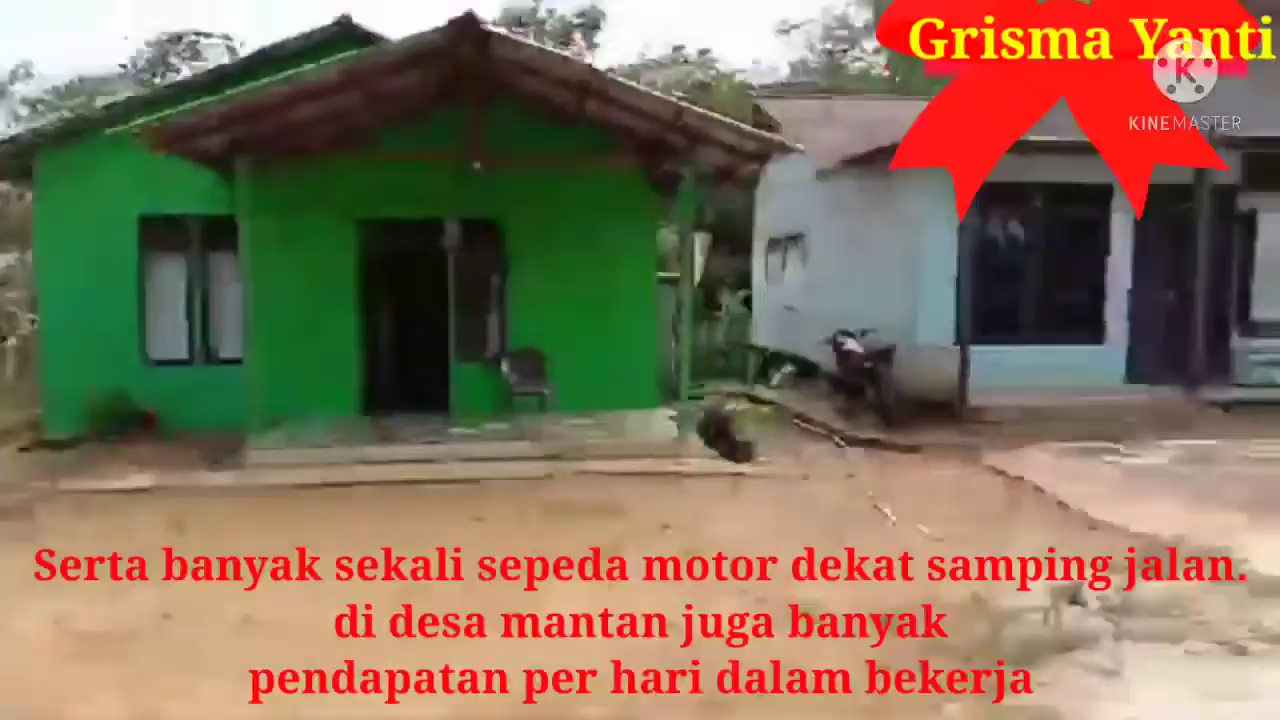 Grisma Yanti
K
KINEMASTER
Serta banyak sekali sepeda motor dekat samping jalan.
di desa mantan juga banyak
pendapatan per hari dalam bekerja